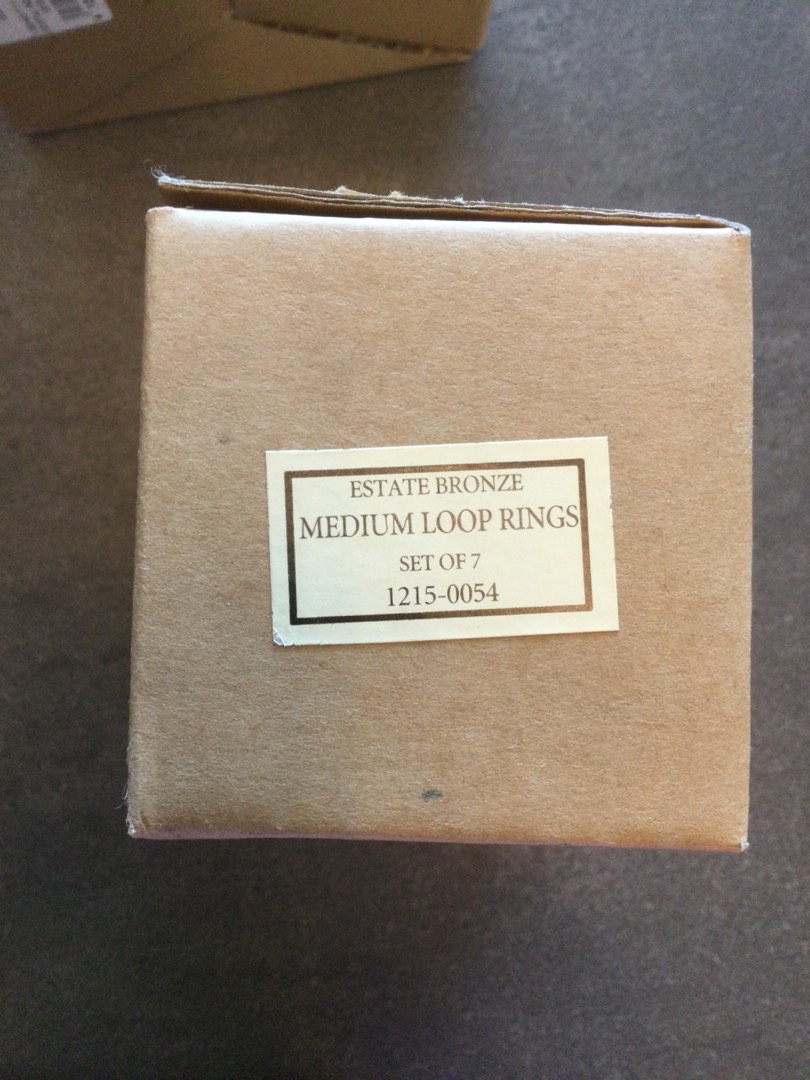 ESTATE BRONZE
MEDIUM LOOP RINGS
SET OF 7
1215-0054